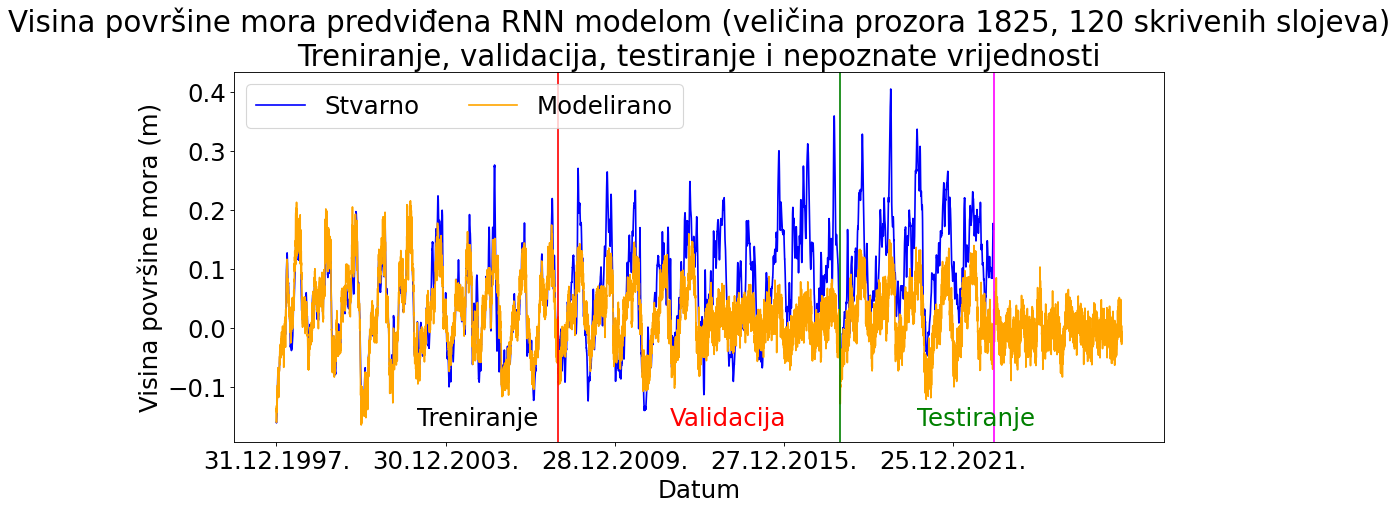 Visina površine mora predviđena RNN modelom (veličina prozora 1825, 120 skrivenih slojeva)
Treniranje, validacija, testiranje i nepoznate vrijednosti
Stvarno Modelirano
Visina površine mora (m)
0.4
0.3
0.2
0.1
0.0
−0.1
Treniranje Validacija Testiranje
31.12.1997. 30.12.2003. 28.12.2009. 27.12.2015. 25.12.2021.
Datum